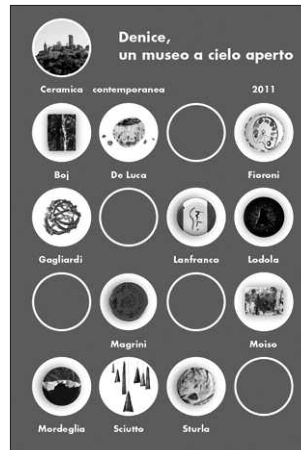 Denice,
un museo a cielo aperto
Ceramica contemporanea 2011
Boj De Luca Fioroni
Gagliardi Lanfranco Lodola
Magrini Moiso
Mordeglia Sciutto Sturla